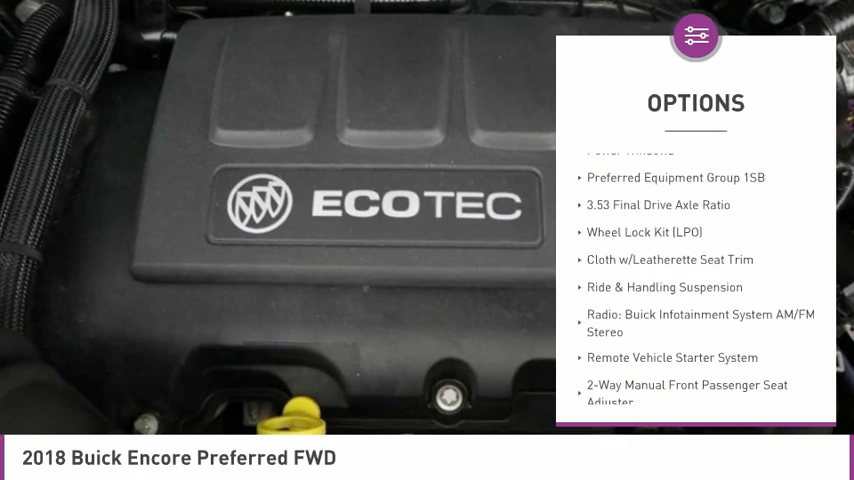 ECOTEC
OPTIONS
Preferred Equipment Group 1SB
3.53 Final Drive Axle Ratio
Wheel Lock Kit (LPO)
Cloth w/Leatherette Seat Trim
Ride & Handling Suspension
Radio: Buick Infotainment System AM/FM
Stereo
Remote Vehicle Starter System
2-Way Manual Front Passenger Seat
Adjuster
2018 Buick Encore Preferred FWD